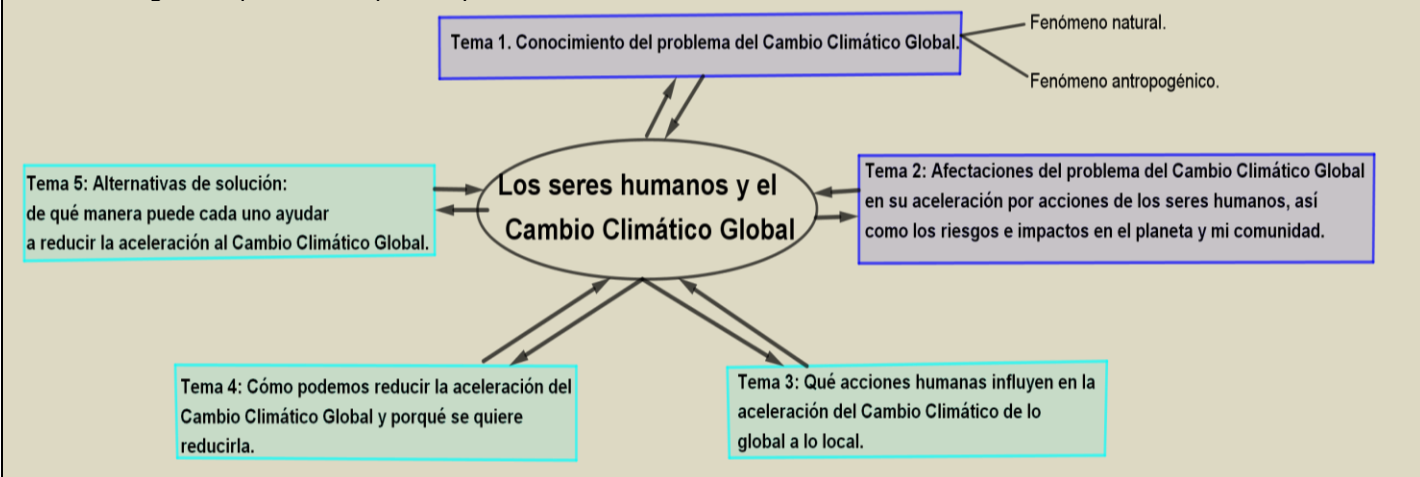 Tema 1. Conocimiento del problema del Cambio Climático Global.
Fenómeno natural.
Fenómeno antropogénico.
Los seres humanos y el
Cambio Climático Global
Tema 2: Afectaciones del problema del Cambio Climático Global
en su aceleración por acciones de los seres humanos, así
como los riesgos e impactos en el planeta y mi comunidad.
Tema 5: Alternativas de solución:
de qué manera puede cada uno ayudar
a reducir la aceleración al Cambio Climático Global.
Tema 4: Cómo podemos reducir la aceleración del
Cambio Climático Global y porqué se quiere
reducirla.
Tema 3: Qué acciones humanas influyen en la
aceleración del Cambio Climático de lo
global a lo local.